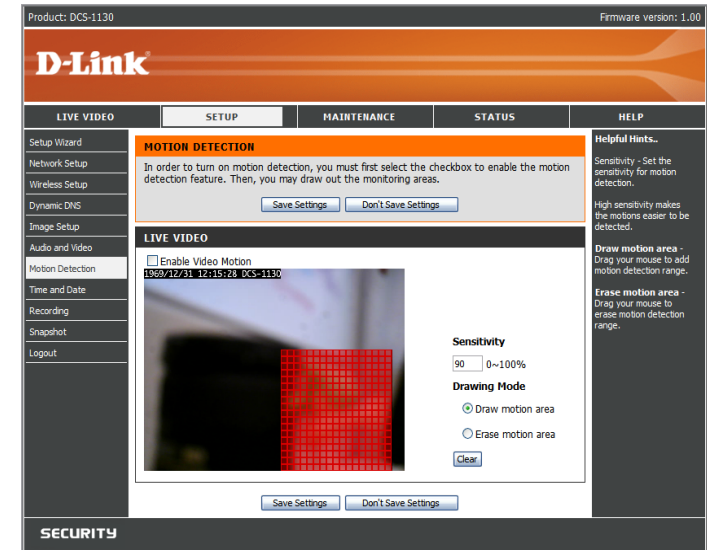 Product: DCS-1130
Firmware version: 1.00
D-Link
LIVE VIDEO
SETUP
MAINTENANCE
STATUS
HELP
Setup Wizard
Network Setup
Wireless Setup
Dynamic DNS
Image Setup
Audio and Video
Motion Detection
Time and Date
Recording
Snapshot
Logout
MOTION DETECTION
In order to turn on motion detection, you must first select the checkbox to enable the motion
detection feature. Then, you may draw out the monitoring areas.
Save Settings
Don't Save Settings
LIVE VIDEO
Enable Video Motion
1969/12/31 12:15:28 DCS-1130
Sensitivity
90 0~100%
Drawing Mode
Draw motion area
Erase motion area
Clear
Save Settings
Don't Save Settings
Helpful Hints..
Sensitivity - Set the
sensitivity for motion
detection.
High sensitivity makes
the motions easier to be
detected.
Draw motion area -
Drag your mouse to add
motion detection range.
Erase motion area -
Drag your mouse to
erase motion detection
range.
SECURITY